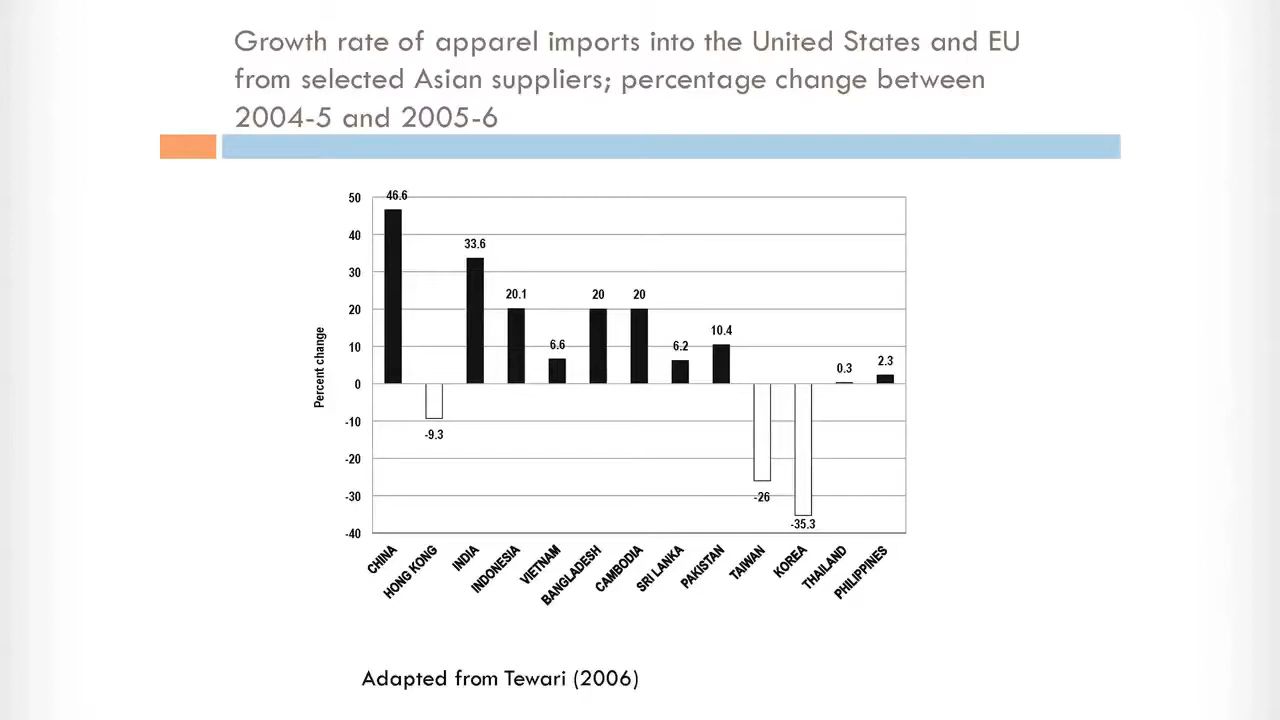 Growth rate of apparel imports into the United States and EU
from selected Asian suppliers; percentage change between
2004-5 and 2005-6
50
40
30
20
10
0
-10
-20
-30
-40
Percent change
46.6
-9.3
33.6
20.1
6.6
20
20
6.2
10.4
-26
-35.3
0.3
2.3
CHINA
HONG KONG
INDIA
INDONESIA
VIETNAM
BANGLADESH
CAMBODIA
SRI LANKA
PAKISTAN
TAIWAN
KOREA
THAILAND
PHILIPPINES
Adapted from Tewari (2006)